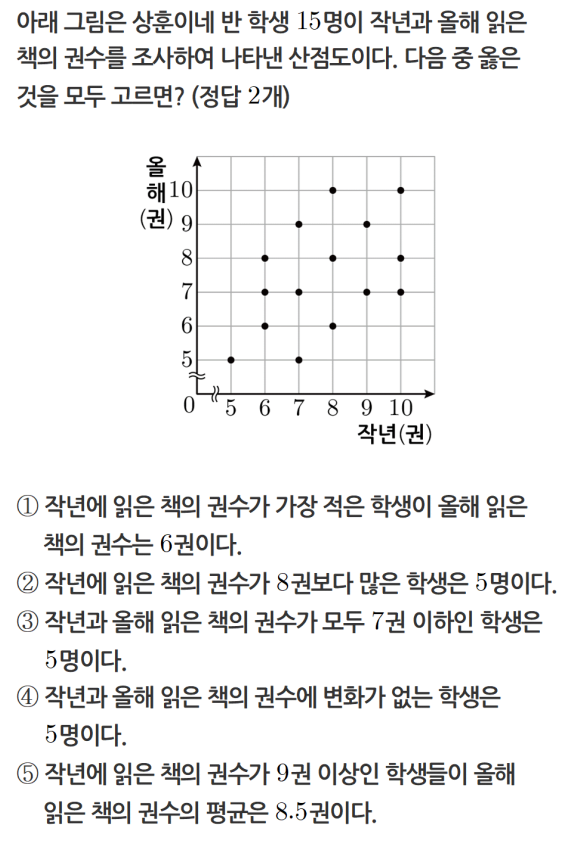 아래 그림은 상훈이네 반 학생 15명이 작년과 올해 읽은
책의 권수를 조사하여 나타낸 산점도이다. 다음 중 옳은
것을 모두 고르면? (정답 2개)
올
해
(권)
10
9
8
7
6
5
0 5 6 7 8 9 10
작년(권)
① 작년에 읽은 책의 권수가 가장 적은 학생이 올해 읽은
책의 권수는 6권이다.
② 작년에 읽은 책의 권수가 8권보다 많은 학생은 5명이다.
③ 작년과 올해 읽은 책의 권수가 모두 7권 이하인 학생은
5명이다.
④ 작년과 올해 읽은 책의 권수에 변화가 없는 학생은
5명이다.
⑤ 작년에 읽은 책의 권수가 9권 이상인 학생들이 올해
읽은 책의 권수의 평균은 8.5권이다.